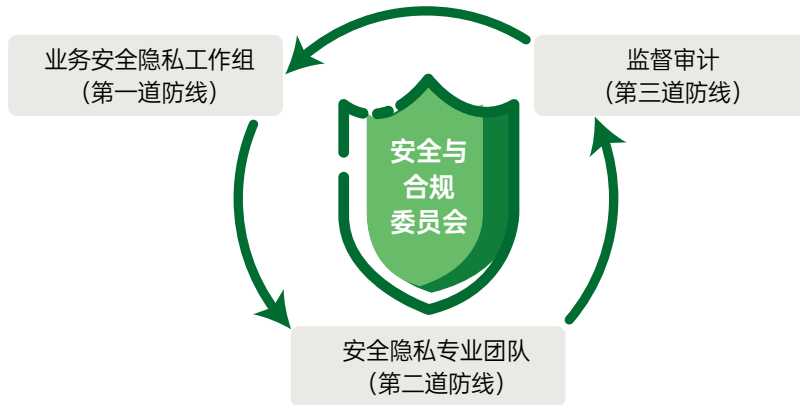 业务安全隐私工作组
（第一道防线）
监督审计
（第三道防线）
安全与
合规
委员会
安全隐私专业团队
（第二道防线）